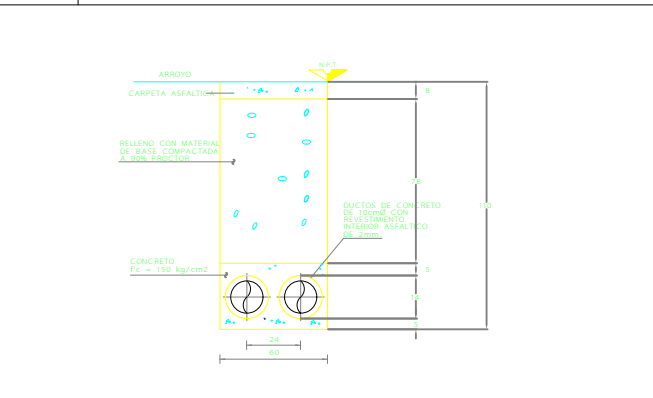 N.P.T.
ARROYO
8
CARPETA ASFALTICA
RELLENO CON MATERIAL
DE BASE COMPACTADA
A 90% PROCTOR
78
DUCTOS DE CONCRETO
DE 10cmØ CON
REVESTIMIENTO
INTERIOR ASFALTICO
DE 2mm.
110
CONCRETO
f'c = 150 kg/cm2
5
14
5
24
60